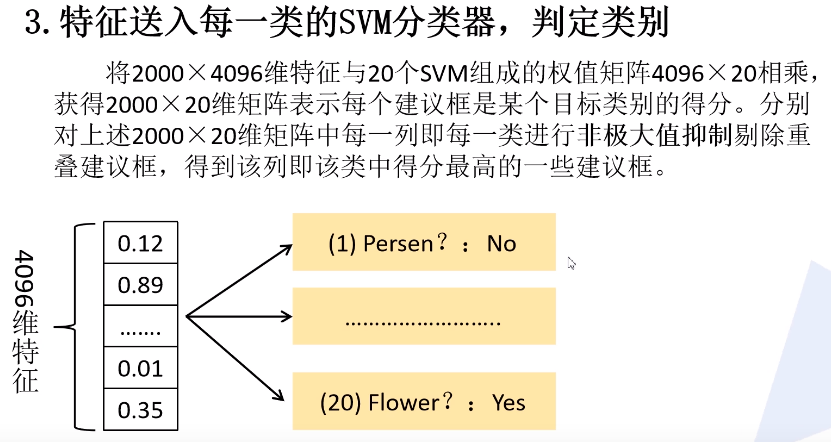 3.特征送入每一类的SVM分类器，判定类别
将2000×4096维特征与20个SVM组成的权值矩阵4096×20相乘，
获得2000×20维矩阵表示每个建议框是某个目标类别的得分。分别
对上述2000×20维矩阵中每一列即每一类进行非极大值抑制剔除重
叠建议框，得到该列即该类中得分最高的一些建议框。
4096维特征
0.12
0.89
.......
0.01
0.35
(1) Persen？：No
............................
(20) Flower？：Yes